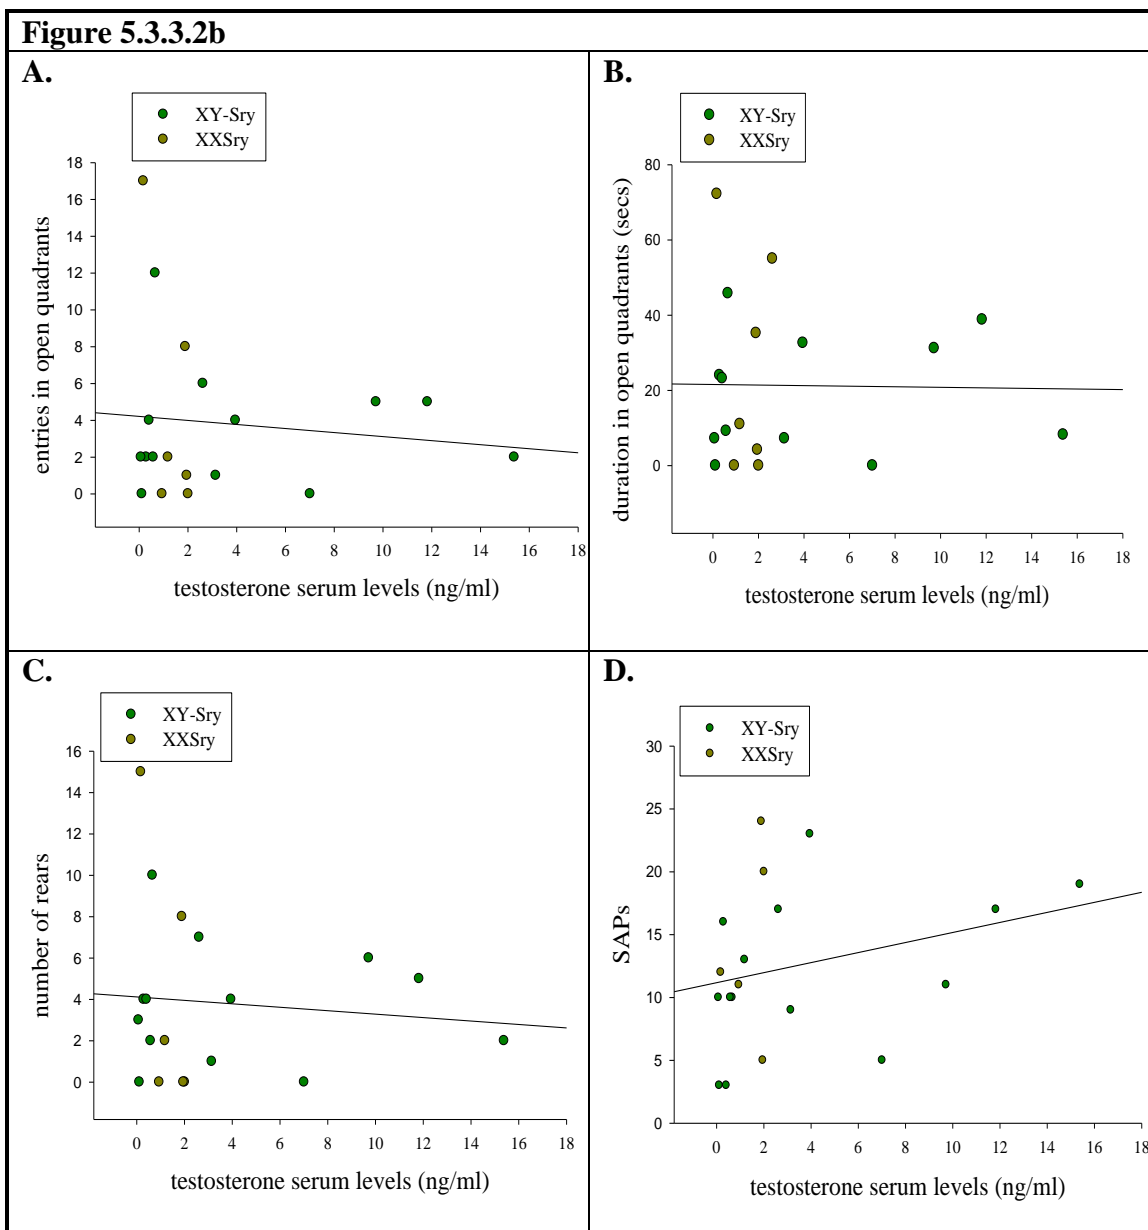 Figure 5.3.3.2b
A.
XY-Sry
XXSry
entries in open quadrants
18
16
14
12
10
8
6
4
2
0
0 2 4 6 8 10 12 14 16 18
testosterone serum levels (ng/ml)
B.
XY-Sry
XXSry
duration in open quadrants (secs)
80
60
40
20
0
0 2 4 6 8 10 12 14 16 18
testosterone serum levels (ng/ml)
C.
XY-Sry
XXSry
number of rears
16
14
12
10
8
6
4
2
0
0 2 4 6 8 10 12 14 16 18
testosterone serum levels (ng/ml)
D.
XY-Sry
XXSry
SAPs
30
25
20
15
10
5
0
0 2 4 6 8 10 12 14 16 18
testosterone serum levels (ng/ml)